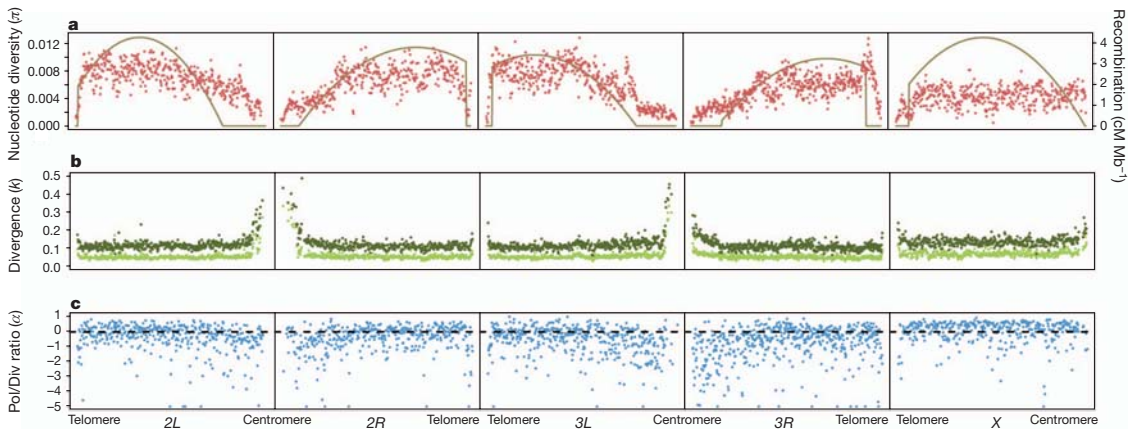 a
Nucleotide diversity (π)
0.012
0.008
0.004
0.000
4
3
2
1
0
Recombination (cM Mb⁻¹)
b
Divergence (k)
0.5
0.4
0.3
0.2
0.1
0.0
c
Pol/Div ratio (α)
1
0
−1
−2
−3
−4
−5
Telomere 2L Centromere 2R Telomere Telomere 3L Centromere 3R Telomere Telomere X Centromere